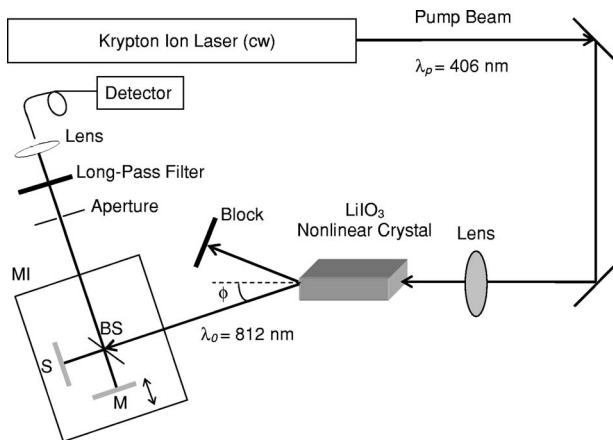 Krypton Ion Laser (cw)
Pump Beam
λp = 406 nm
Detector
Lens
Long-Pass Filter
Aperture
Block
LiIO₃
Nonlinear Crystal
Lens
MI
BS
ϕ
λ0 = 812 nm
S
M